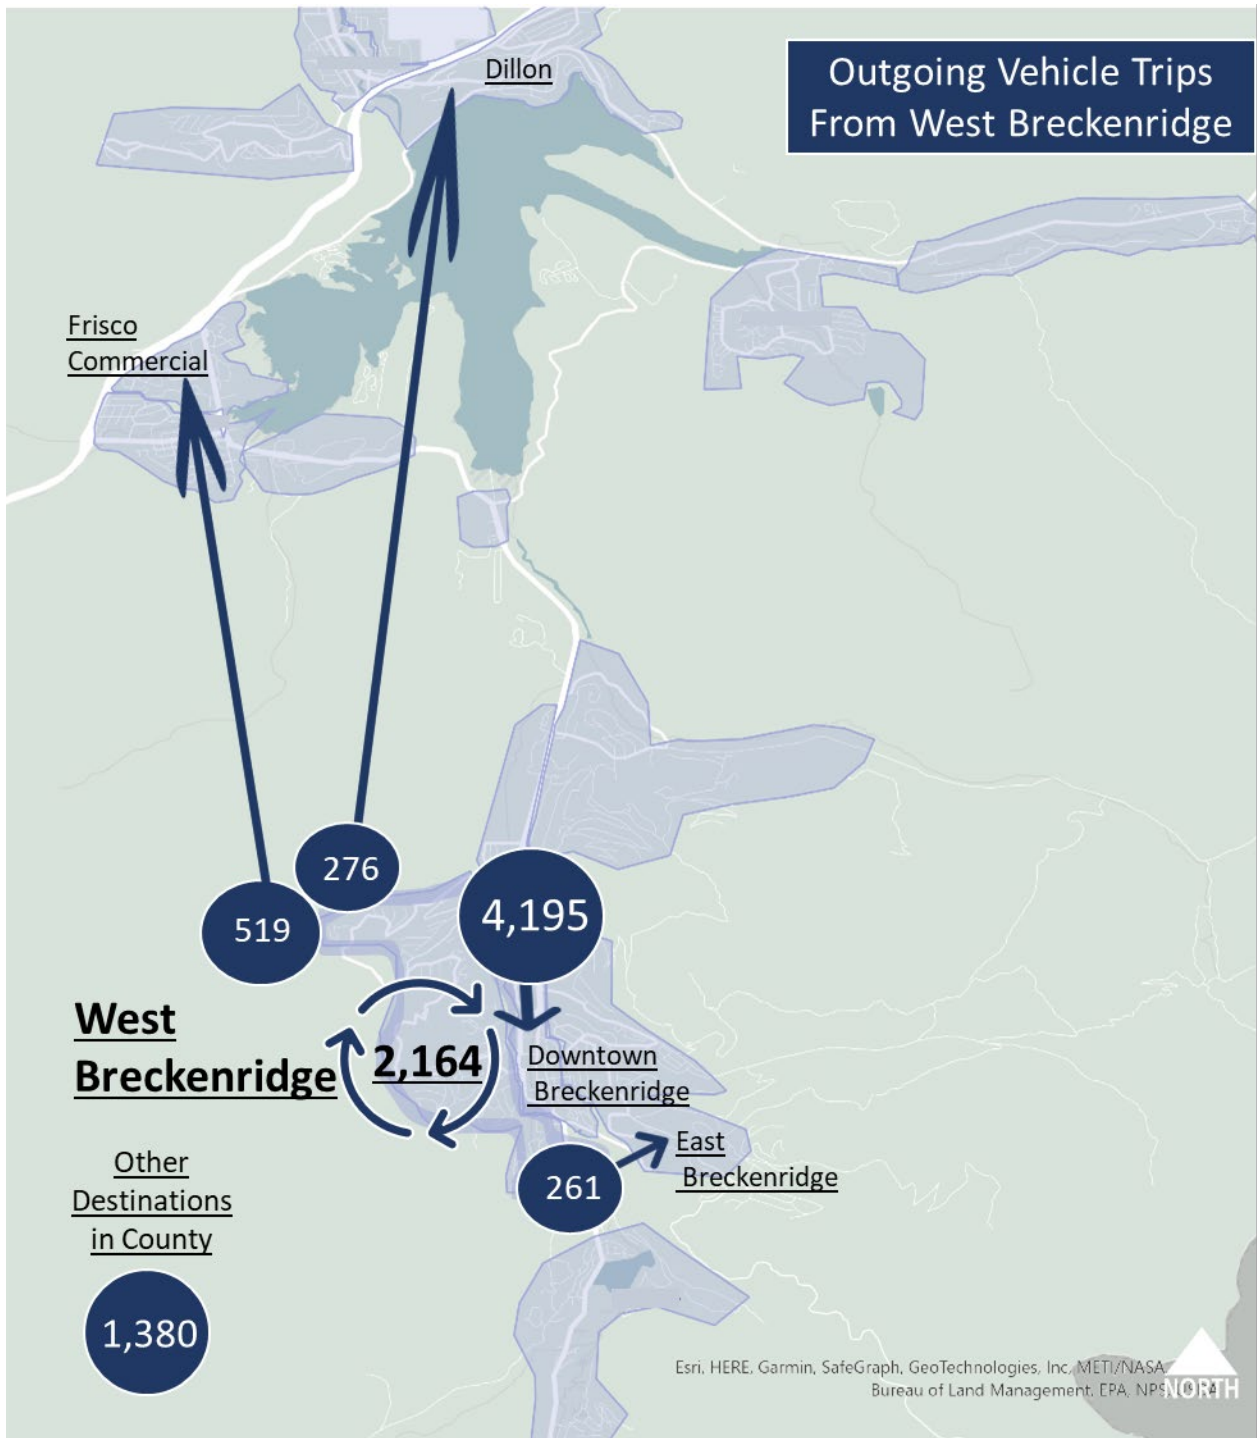 Outgoing Vehicle Trips
From West Breckenridge
Dillon
Frisco
Commercial
276
519
4,195
West
Breckenridge
2,164
Downtown
Breckenridge
261
East
Breckenridge
Other
Destinations
in County
1,380
Esri, HERE, Garmin, SafeGraph, GeoTechnologies, Inc, METI/NASA,
Bureau of Land Management, EPA, NPS,
NORTH